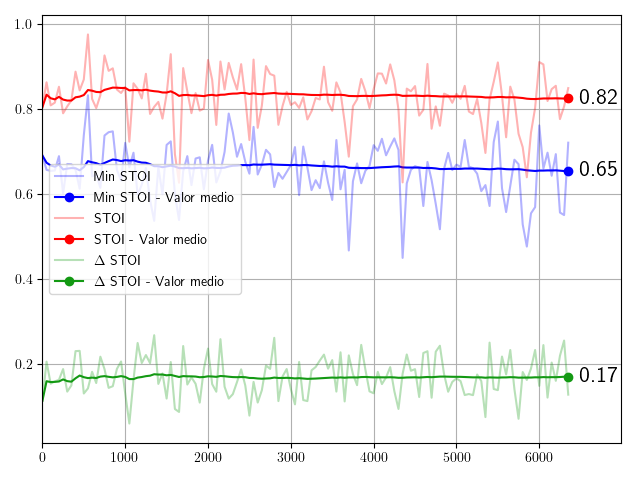 1.0
0.8
0.6
0.4
0.2
0
1000
2000
3000
4000
5000
6000
0.82
0.65
0.17
Min STOI
Min STOI - Valor medio
STOI
STOI - Valor medio
Δ STOI
Δ STOI - Valor medio